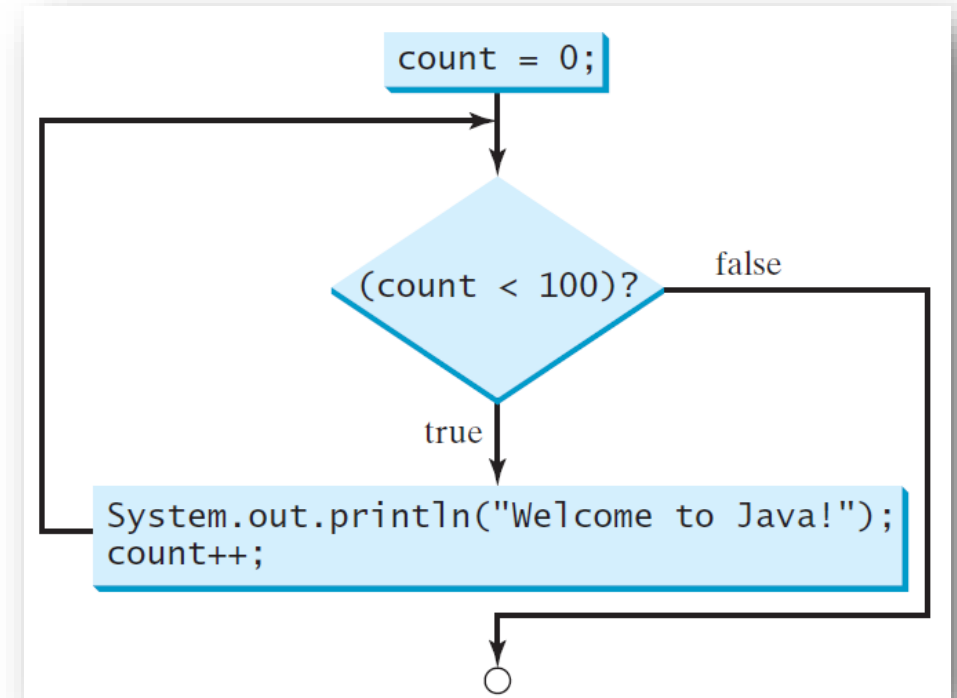 count = 0;
(count < 100)?
false
true
System.out.println("Welcome to Java!");
count++;